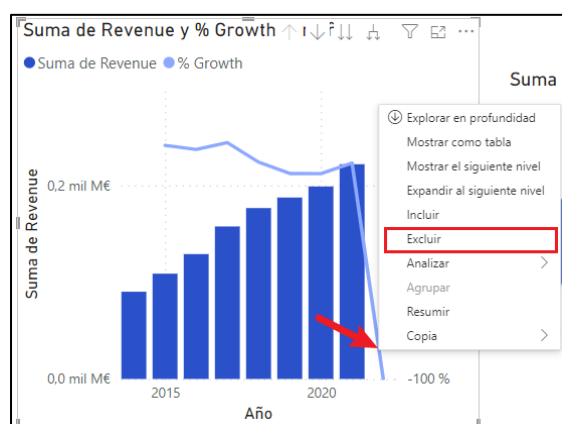 Suma de Revenue y % Growth
Suma de Revenue % Growth
Suma
Explorar en profundidad
Mostrar como tabla
Mostrar el siguiente nivel
Expandir al siguiente nivel
Incluir
Excluir
Analizar
Agrupar
Resumir
Copia
Suma de Revenue
0,2 mil M€
0,0 mil M€
-100 %
2015
2020
Año